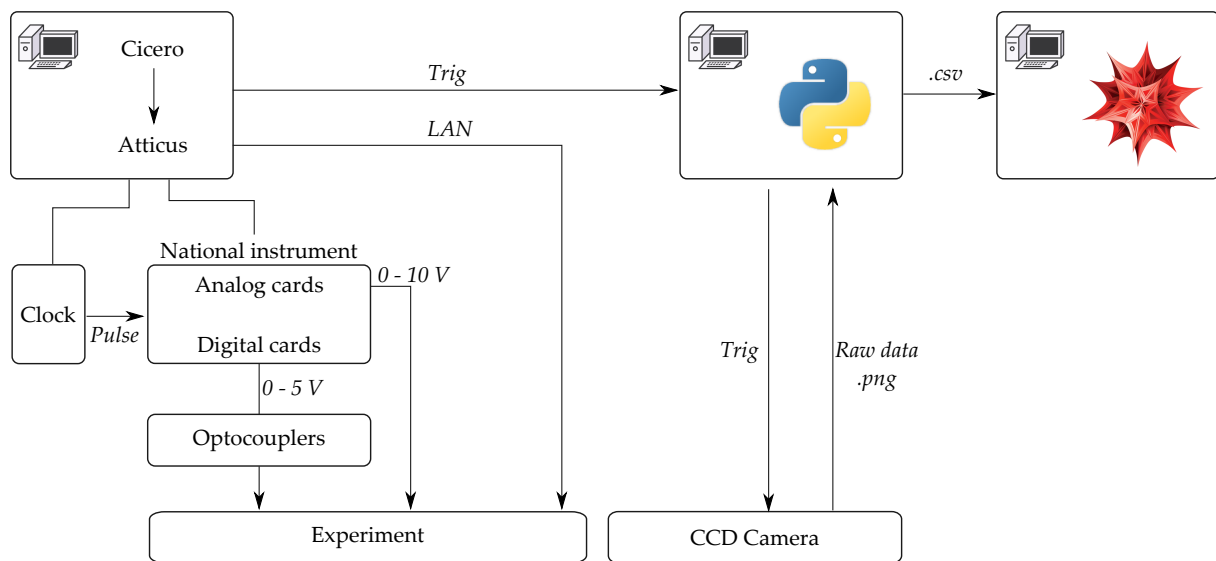 Cicero
Atticus
Trig
LAN
.csv
National instrument
Analog cards
0 - 10 V
Clock
Pulse
Digital cards
0 - 5 V
Optocouplers
Experiment
Trig
Raw data
.png
CCD Camera